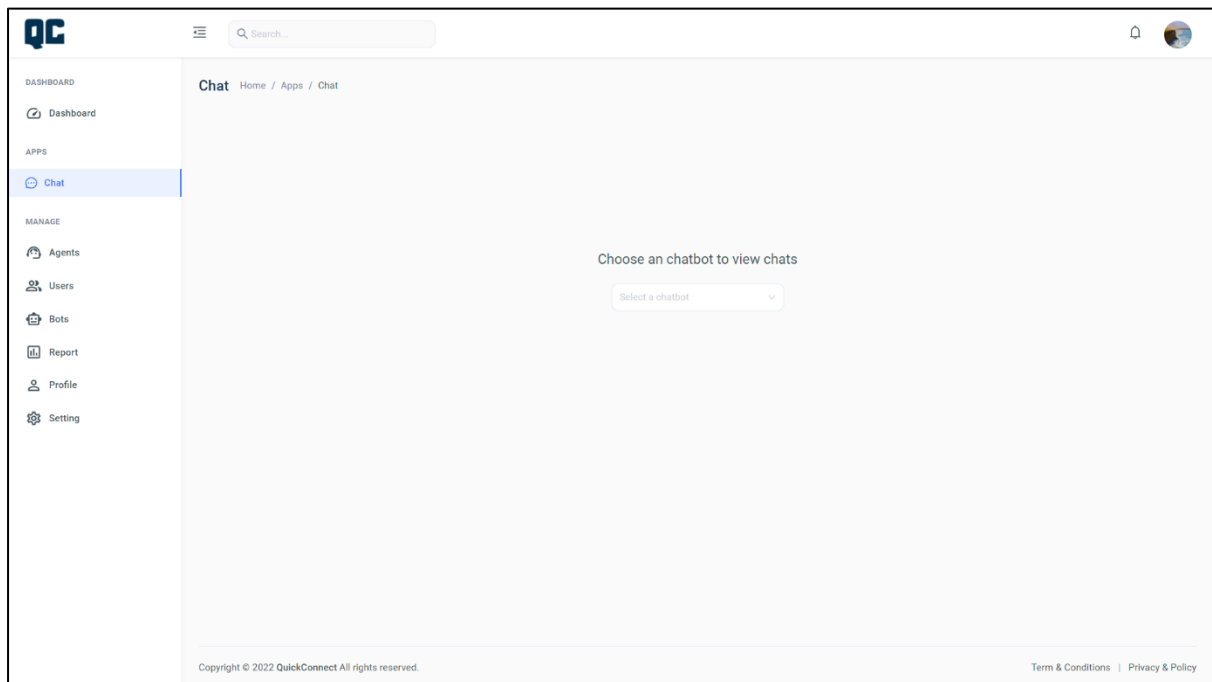 QC
Search...
DASHBOARD
Dashboard
APPS
Chat
MANAGE
Agents
Users
Bots
Report
Profile
Setting
Chat Home / Apps / Chat
Choose an chatbot to view chats
Select a chatbot
Copyright © 2022 QuickConnect All rights reserved.
Term & Conditions | Privacy & Policy